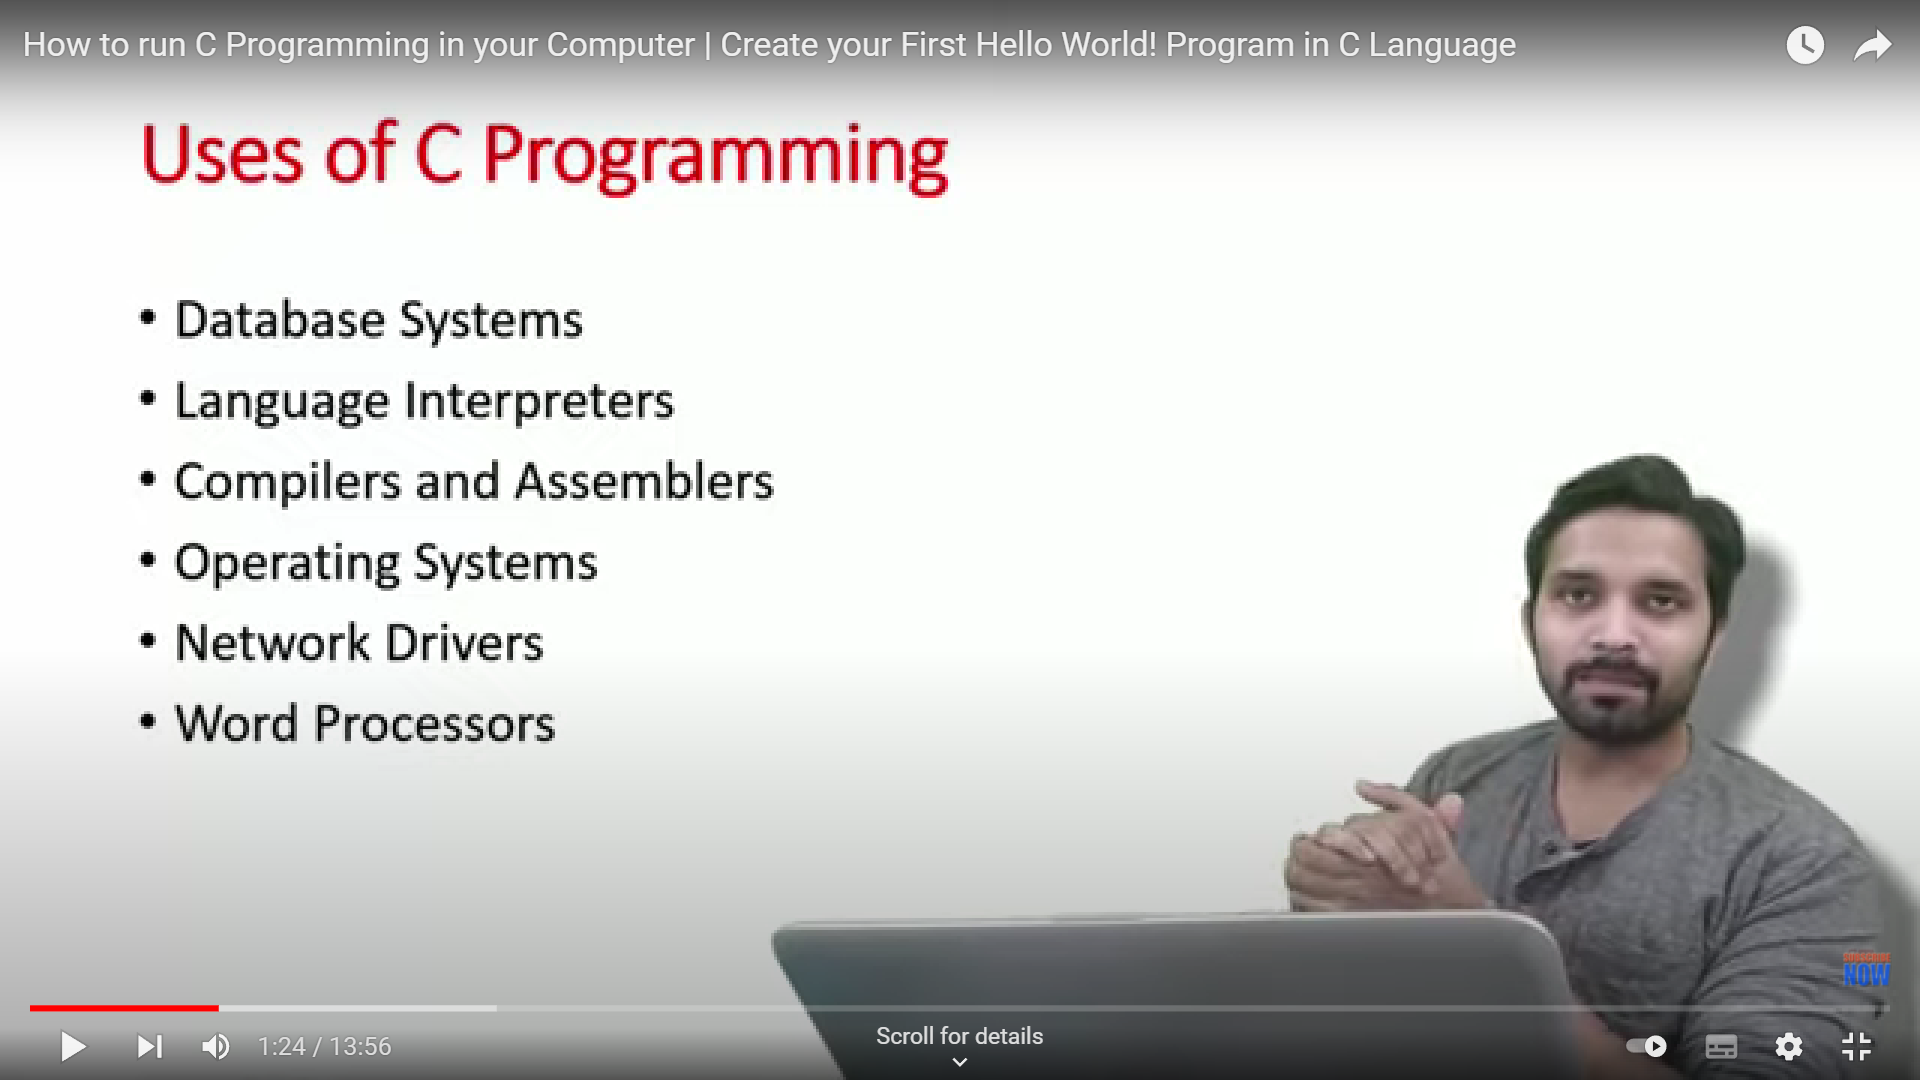 How to run C Programming in your Computer | Create your First Hello World! Program in C Language
Uses of C Programming
• Database Systems
• Language Interpreters
• Compilers and Assemblers
• Operating Systems
• Network Drivers
• Word Processors
SUBSCRIBE
NOW
1:24 / 13:56
Scroll for details